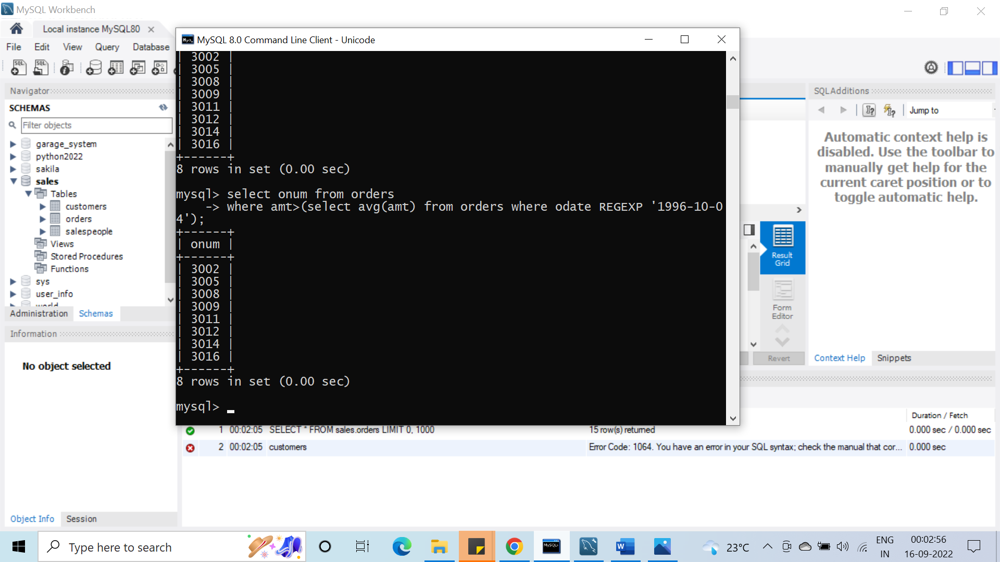 MySQL Workbench
Local instance MySQL80
File Edit View Query Database
MySQL 8.0 Command Line Client - Unicode
Navigator
SCHEMAS
Filter objects
garage_system
python2022
sakila
sales
Tables
customers
orders
salespeople
Views
Stored Procedures
Functions
sys
user_info
world
Administration Schemas
Information
No object selected
Object Info Session
| 3002 |
| 3005 |
| 3008 |
| 3009 |
| 3011 |
| 3012 |
| 3014 |
| 3016 |
+------+
8 rows in set (0.00 sec)
mysql> select onum from orders
-> where amt>(select avg(amt) from orders where odate REGEXP '1996-10-0
4');
+------+
| onum |
+------+
| 3002 |
| 3005 |
| 3008 |
| 3009 |
| 3011 |
| 3012 |
| 3014 |
| 3016 |
+------+
8 rows in set (0.00 sec)
mysql>
Result
Grid
Form
Editor
Revert
SQLAdditions
Jump to
Automatic context help is
disabled. Use the toolbar to
manually get help for the
current caret position or to
toggle automatic help.
Context Help Snippets
Duration / Fetch
1 00:02:05 SELECT * FROM sales.orders LIMIT 0, 1000 15 row(s) returned 0.000 sec / 0.000 sec
2 00:02:05 customers Error Code: 1064. You have an error in your SQL syntax; check the manual that cor... 0.000 sec
Type here to search
23°C
ENG
IN
00:02:56
16-09-2022